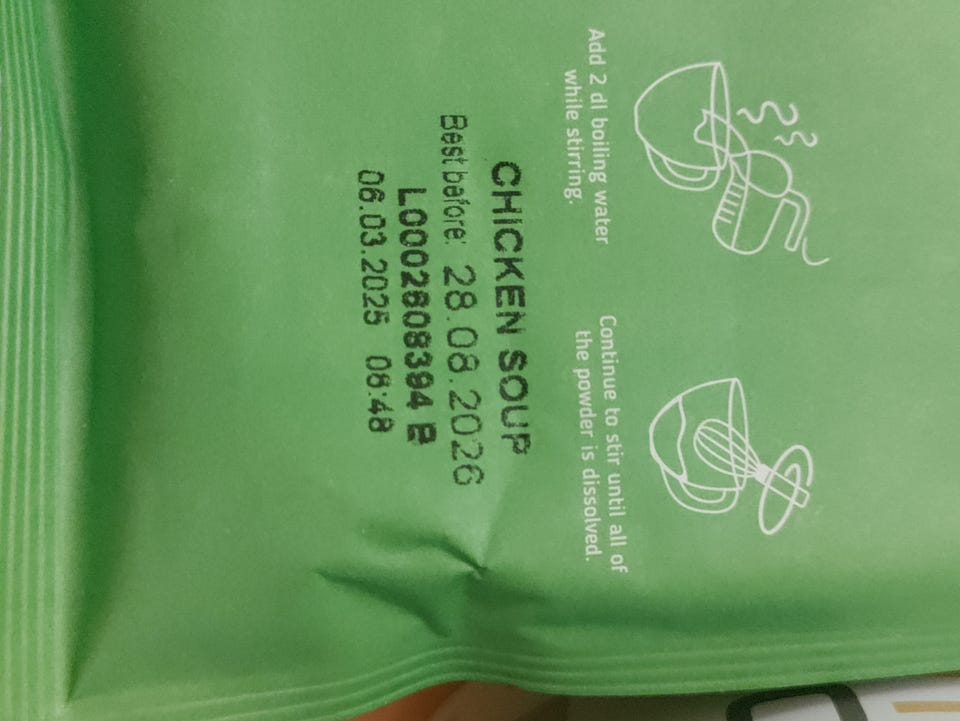 Add 2 dl boiling water
while stirring.
Continue to stir until all of
the powder is dissolved.
CHICKEN SOUP
Best before: 28.08.2026
L0002808394 B
06.03.2025 08:48